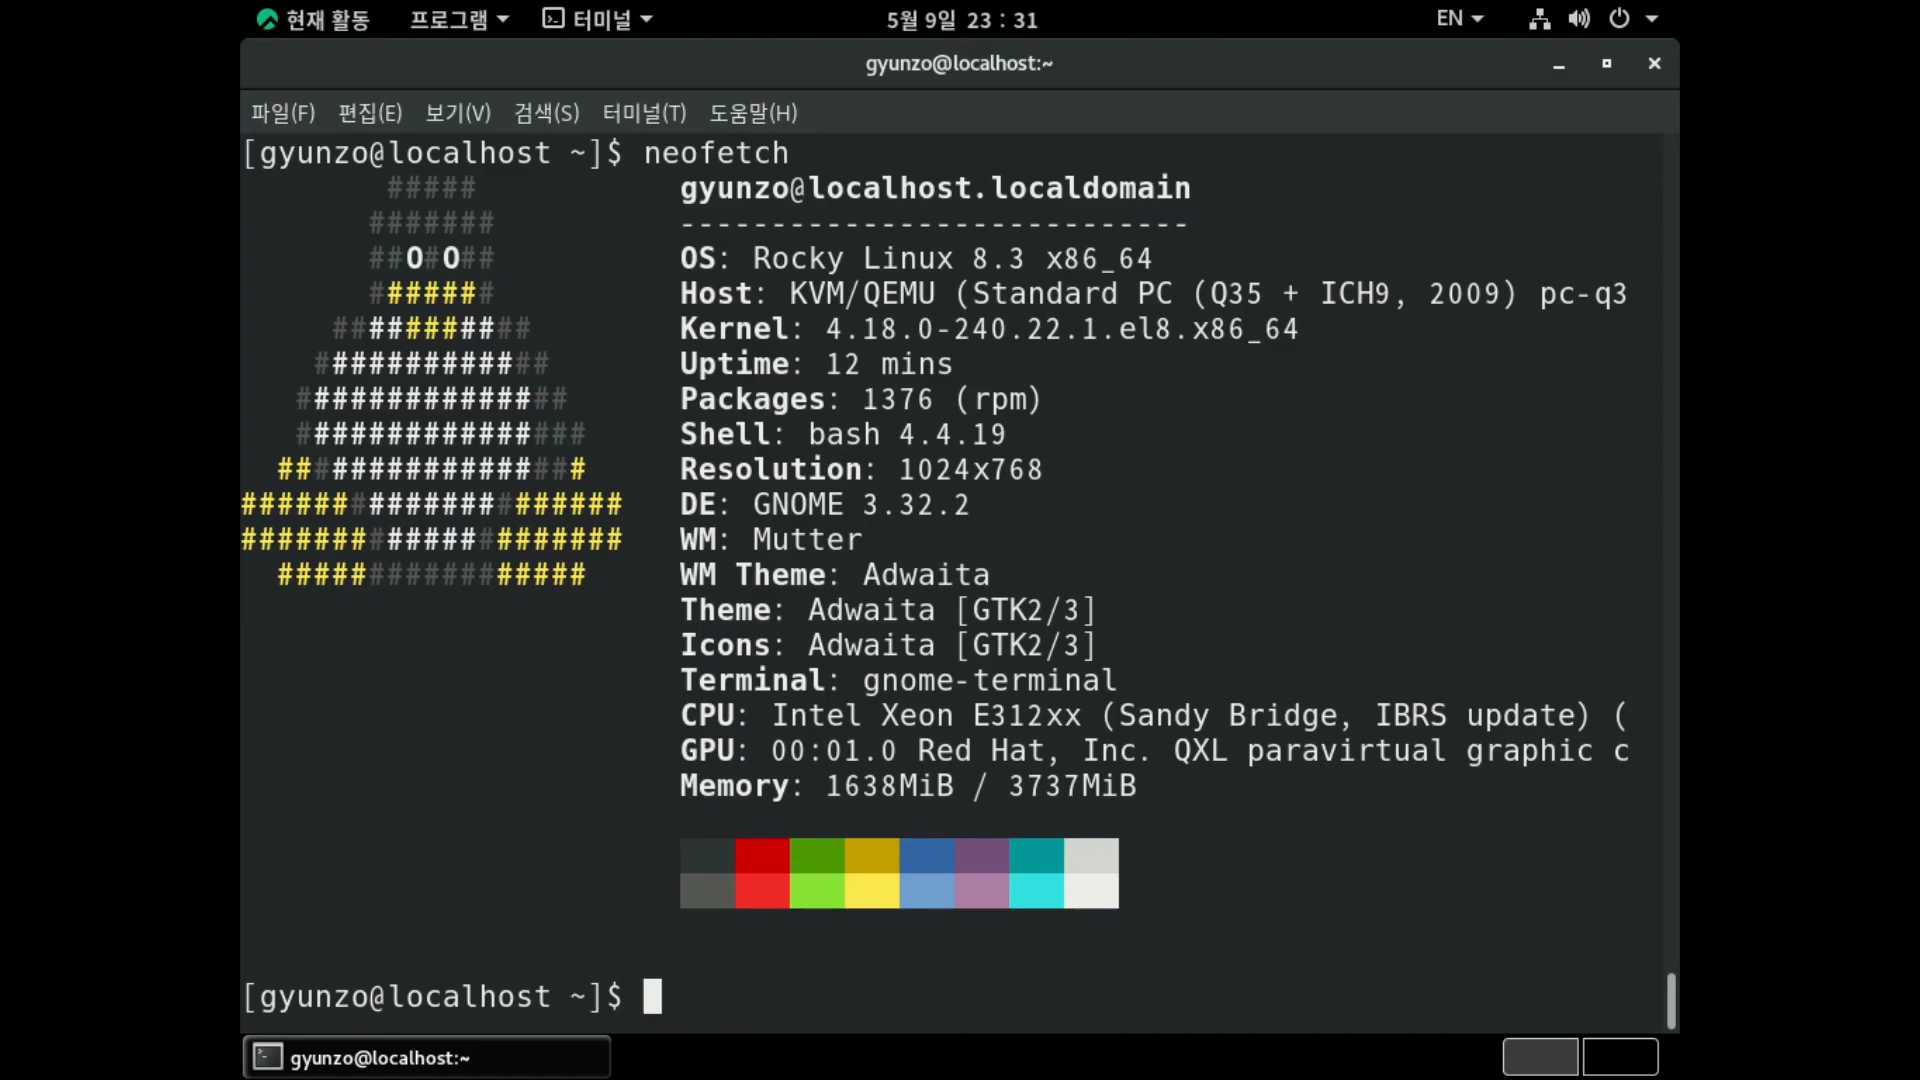 현재 활동 프로그램 터미널 5월 9일 23 : 31 EN
gyunzo@localhost:~
파일(F) 편집(E) 보기(V) 검색(S) 터미널(T) 도움말(H)
[gyunzo@localhost ~]$ neofetch
        #####           gyunzo@localhost.localdomain
       #######          ----------------------------
       ##O#O##          OS: Rocky Linux 8.3 x86_64
       #######          Host: KVM/QEMU (Standard PC (Q35 + ICH9, 2009) pc-q3
     ###########        Kernel: 4.18.0-240.22.1.el8.x86_64
    #############       Uptime: 12 mins
   ###############      Packages: 1376 (rpm)
   ################     Shell: bash 4.4.19
  #################     Resolution: 1024x768
#####################   DE: GNOME 3.32.2
#####################   WM: Mutter
  #################     WM Theme: Adwaita
Theme: Adwaita [GTK2/3]
Icons: Adwaita [GTK2/3]
Terminal: gnome-terminal
CPU: Intel Xeon E312xx (Sandy Bridge, IBRS update) (
GPU: 00:01.0 Red Hat, Inc. QXL paravirtual graphic c
Memory: 1638MiB / 3737MiB
[gyunzo@localhost ~]$
gyunzo@localhost:~